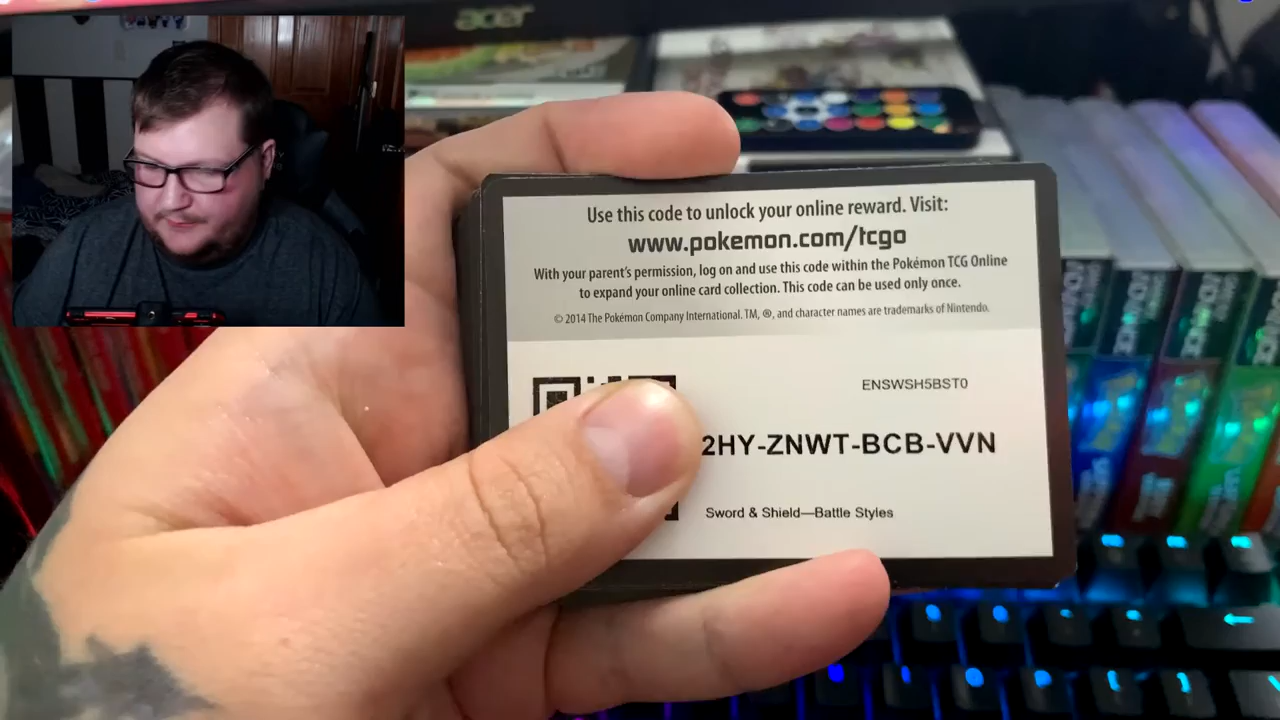 acer
Use this code to unlock your online reward. Visit:
www.pokemon.com/tcgo
With your parent's permission, log on and use this code within the Pokémon TCG Online
to expand your online card collection. This code can be used only once.
© 2014 The Pokémon Company International. TM, ®, and character names are trademarks of Nintendo.
ENSWSH5BST0
2HY-ZNWT-BCB-VVN
Sword & Shield—Battle Styles